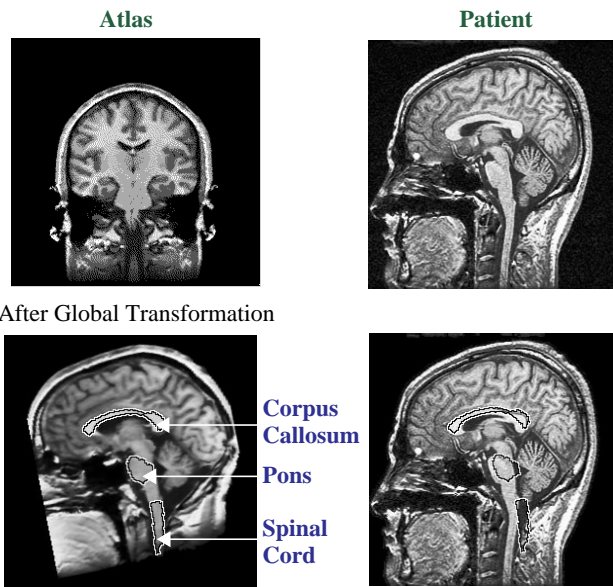 Atlas
Patient
After Global Transformation
Corpus
Callosum
Pons
Spinal
Cord